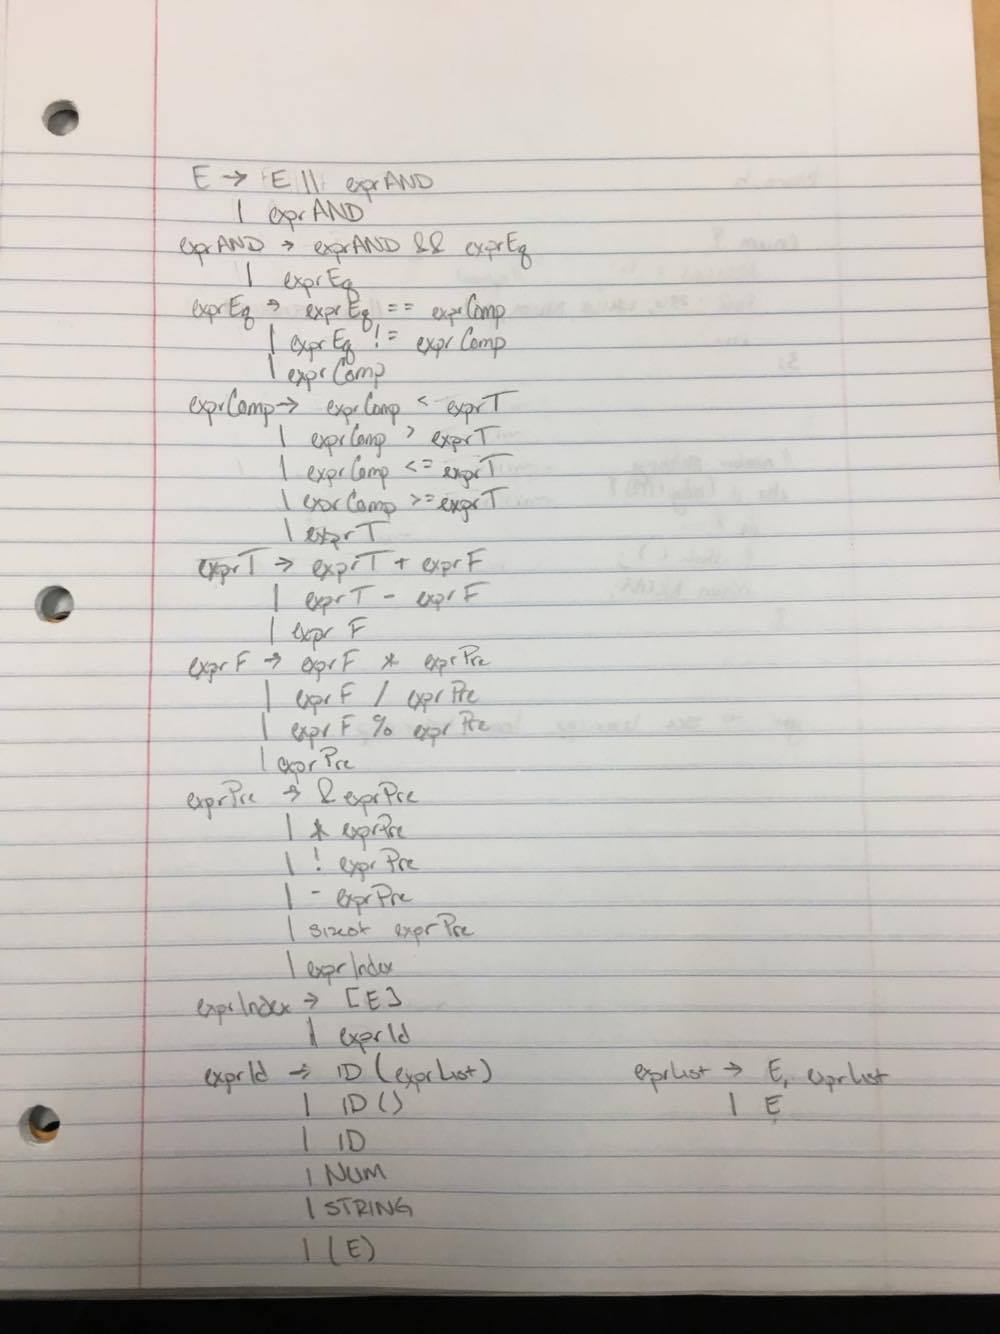 E → E || exprAND
| exprAND
exprAND → exprAND && exprEq
| exprEq
exprEq → exprEq == exprComp
| exprEq != exprComp
| exprComp
exprComp → exprComp < exprT
| exprComp > exprT
| exprComp <= exprT
| exprComp >= exprT
| exprT
exprT → exprT + exprF
| exprT - exprF
| exprF
exprF → exprF * exprPre
| exprF / exprPre
| exprF % exprPre
| exprPre
exprPre → & exprPre
| * exprPre
| ! exprPre
| - exprPre
| sizeof exprPre
| exprIndex
exprIndex → [E]
| exprId
exprId → ID (exprList) exprList → E, exprList
| ID () | E
| ID
| NUM
| STRING
| (E)